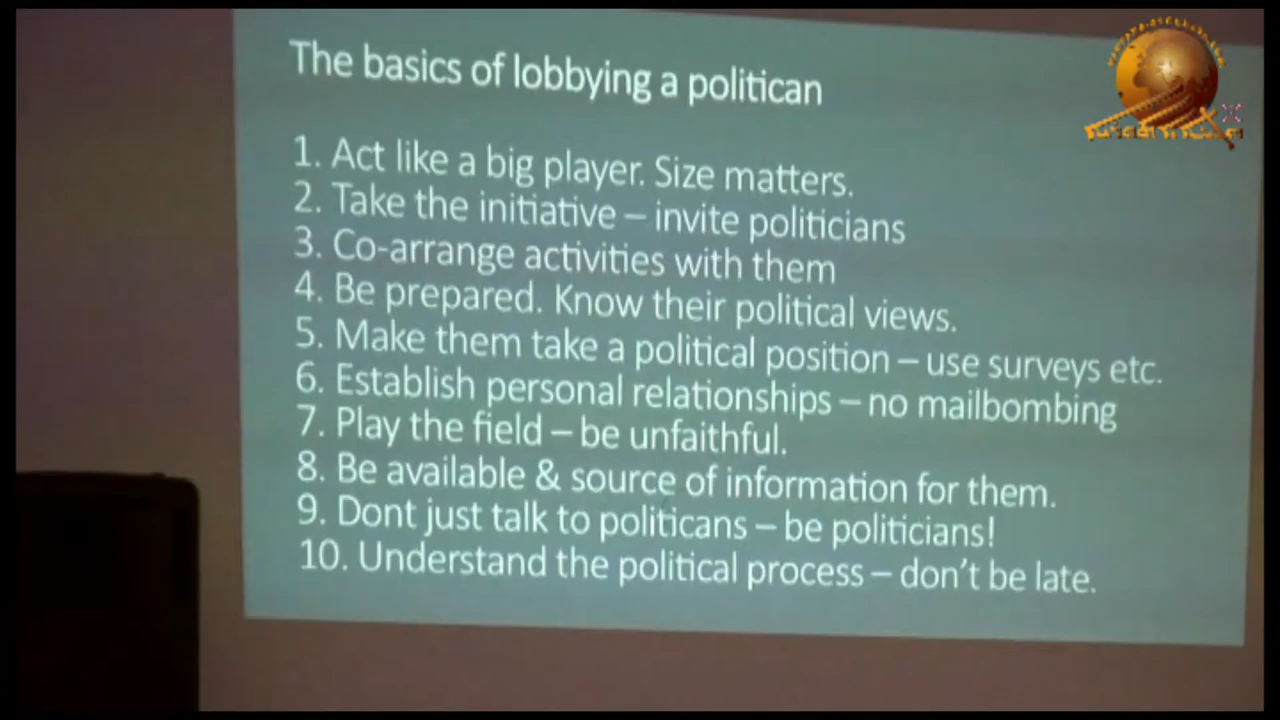 The basics of lobbying a politican
1. Act like a big player. Size matters.
2. Take the initiative – invite politicians
3. Co-arrange activities with them
4. Be prepared. Know their political views.
5. Make them take a political position – use surveys etc.
6. Establish personal relationships – no mailbombing
7. Play the field – be unfaithful.
8. Be available & source of information for them.
9. Dont just talk to politicans – be politicians!
10. Understand the political process – don't be late.